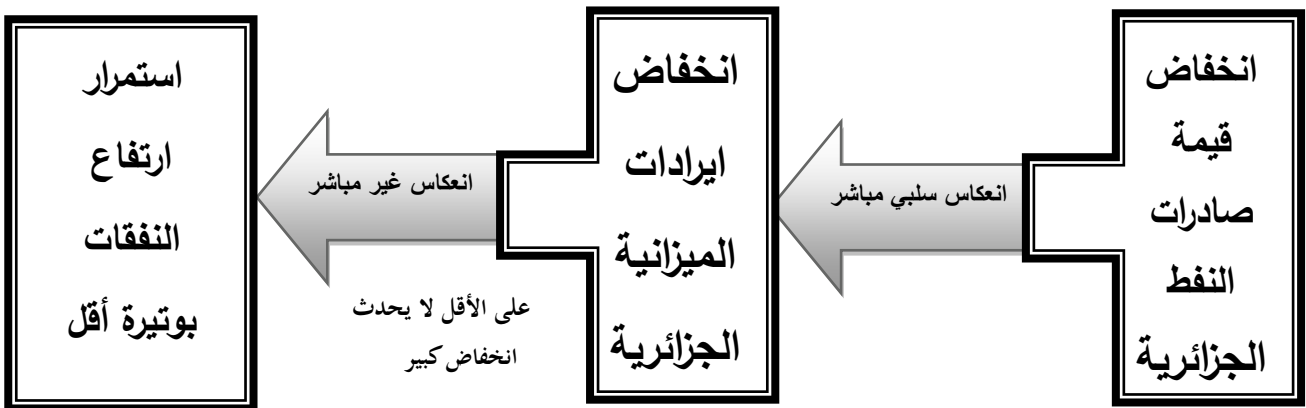 انخفاض
قيمة
صادرات
النفط
الجزائرية
انعكاس سلبي مباشر
انخفاض
ايرادات
الميزانية
الجزائرية
انعكاس غير مباشر
على الأقل لا يحدث
انخفاض كبير
استمرار
ارتفاع
النفقات
بوتيرة أقل